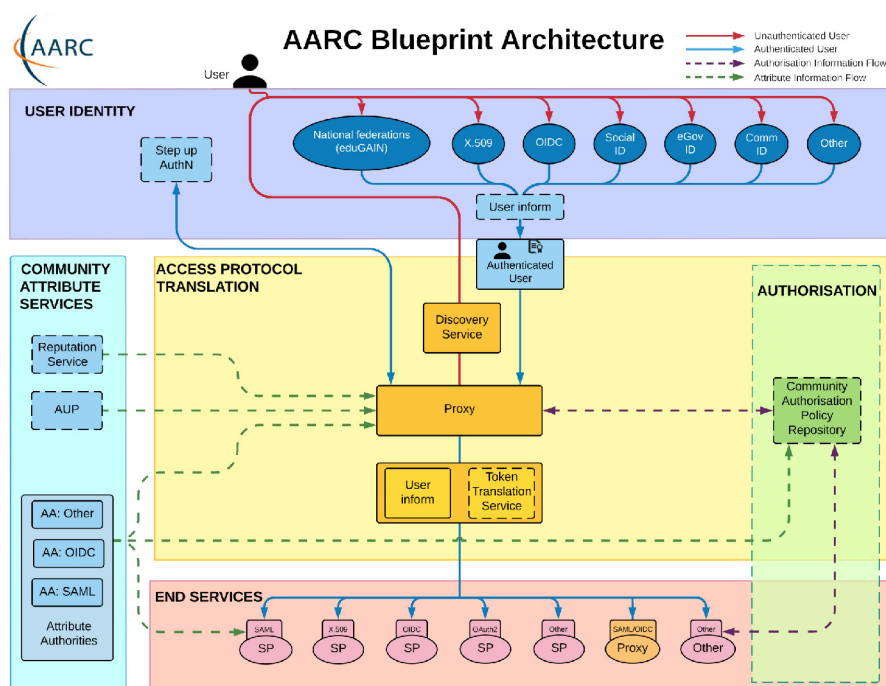 AARC
AARC Blueprint Architecture
Unauthenticated User
Authenticated User
Authorisation Information Flow
Attribute Information Flow
User
USER IDENTITY
National federations
(eduGAIN)
X.509
OIDC
Social
ID
eGov
ID
Comm
ID
Other
Step up
AuthN
User inform
Authenticated
User
COMMUNITY
ATTRIBUTE
SERVICES
ACCESS PROTOCOL
TRANSLATION
AUTHORISATION
Discovery
Service
Reputation
Service
AUP
Proxy
Community
Authorisation
Policy
Repository
User
inform
Token
Translation
Service
AA: Other
AA: OIDC
AA: SAML
Attribute
Authorities
END SERVICES
SAML
SP
X.509
SP
OIDC
SP
OAuth2
SP
Other
SP
SAML/OIDC
Proxy
Other
Other